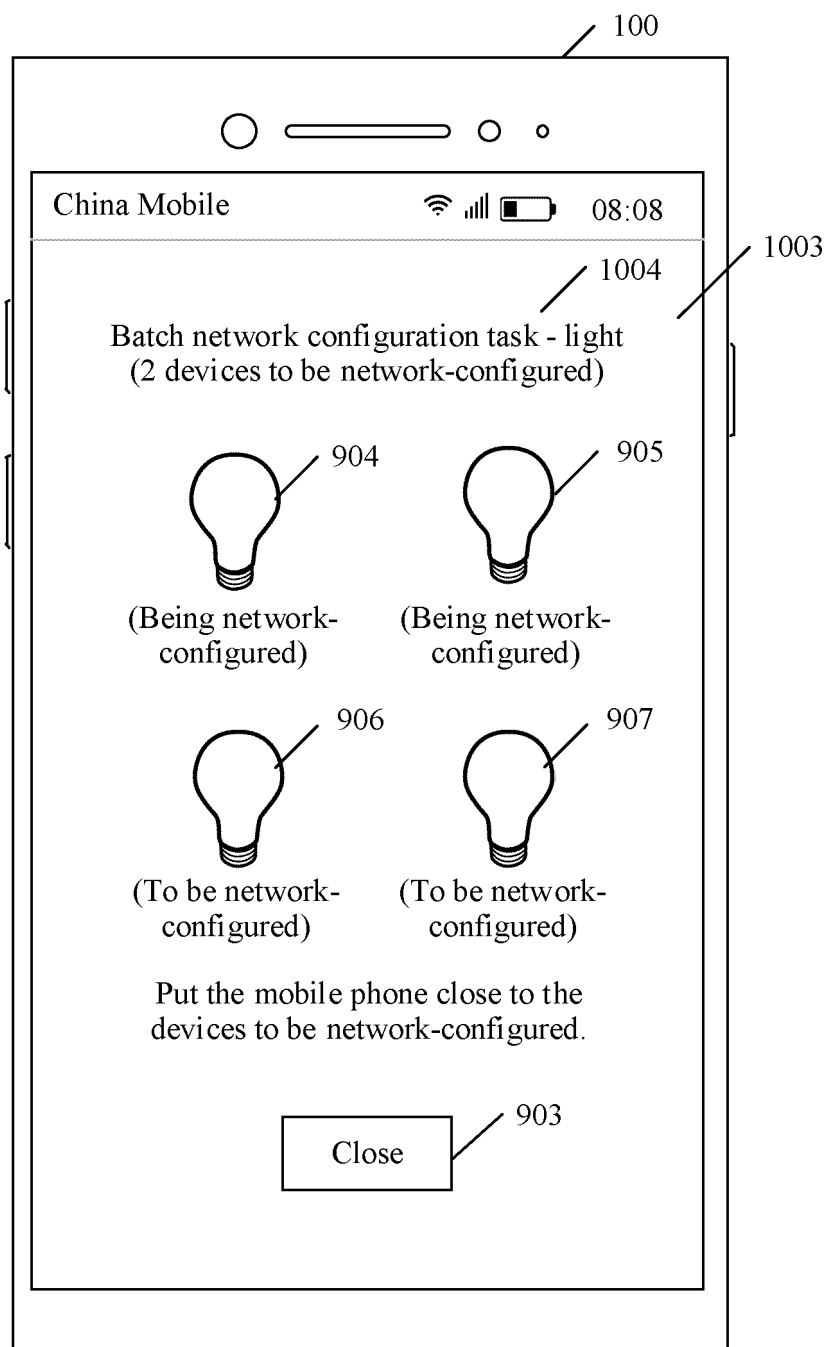 100
China Mobile 08:08
1003
1004
Batch network configuration task - light
(2 devices to be network-configured)
904
905
(Being network-
configured)
(Being network-
configured)
906
907
(To be network-
configured)
(To be network-
configured)
Put the mobile phone close to the
devices to be network-configured.
903
Close